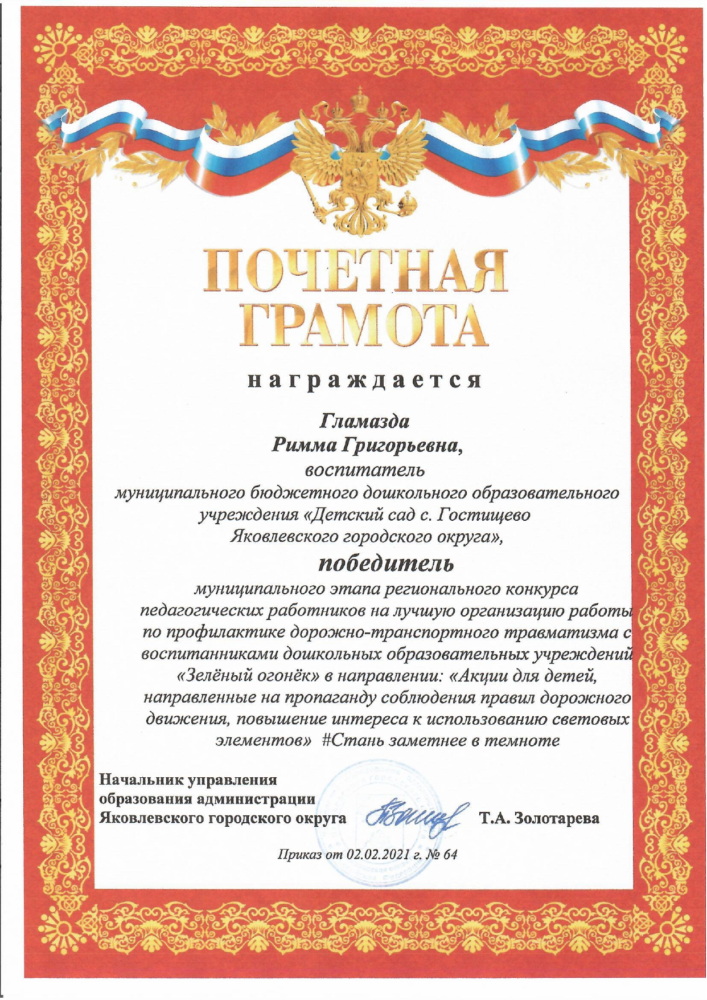 ПОЧЕТНАЯ
ГРАМОТА
награждается
Гламазда
Римма Григорьевна,
воспитатель
муниципального бюджетного дошкольного образовательного
учреждения «Детский сад с. Гостищево
Яковлевского городского округа»,
победитель
муниципального этапа регионального конкурса
педагогических работников на лучшую организацию работы
по профилактике дорожно-транспортного травматизма с
воспитанниками дошкольных образовательных учреждений
«Зелёный огонёк» в направлении: «Акции для детей,
направленные на пропаганду соблюдения правил дорожного
движения, повышение интереса к использованию световых
элементов» #Стань заметнее в темноте
Начальник управления
образования администрации
Яковлевского городского округа Т.А. Золотарева
Приказ от 02.02.2021 г. № 64